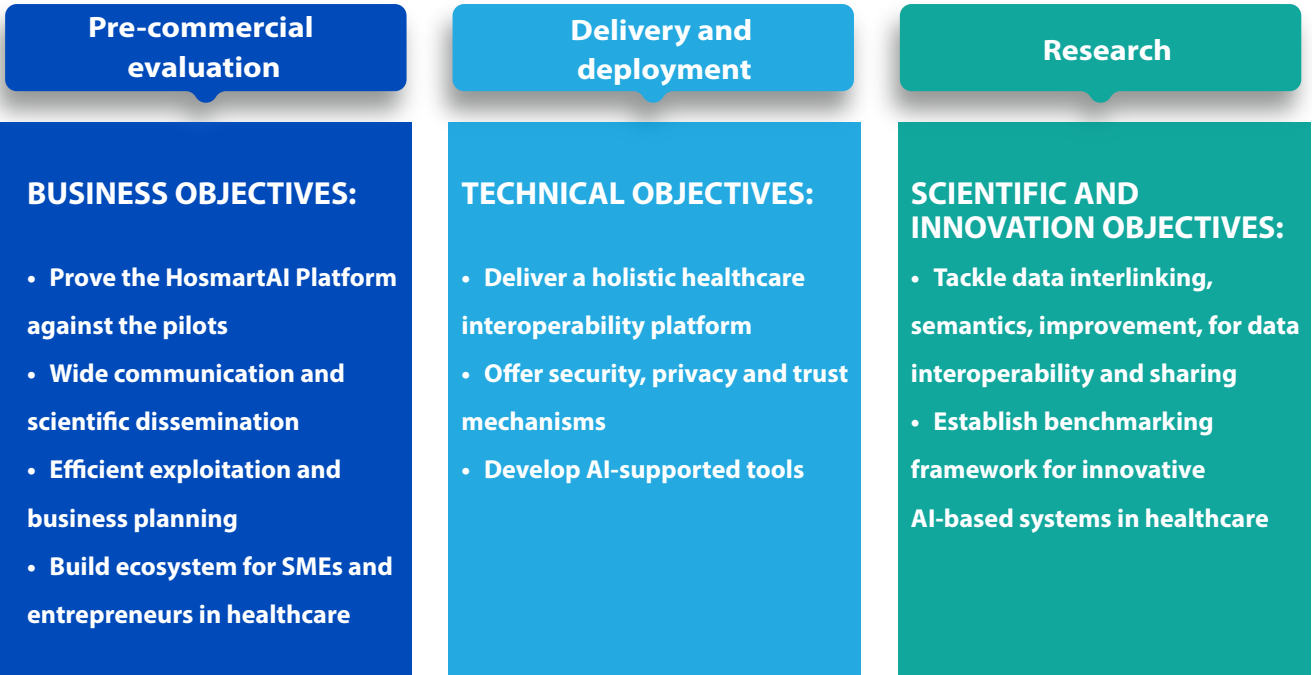 Pre-commercial
evaluation
BUSINESS OBJECTIVES:
• Prove the HosmartAI Platform
against the pilots
• Wide communication and
scientific dissemination
• Efficient exploitation and
business planning
• Build ecosystem for SMEs and
entrepreneurs in healthcare
Delivery and
deployment
TECHNICAL OBJECTIVES:
• Deliver a holistic healthcare
interoperability platform
• Offer security, privacy and trust
mechanisms
• Develop AI-supported tools
Research
SCIENTIFIC AND
INNOVATION OBJECTIVES:
• Tackle data interlinking,
semantics, improvement, for data
interoperability and sharing
• Establish benchmarking
framework for innovative
AI-based systems in healthcare